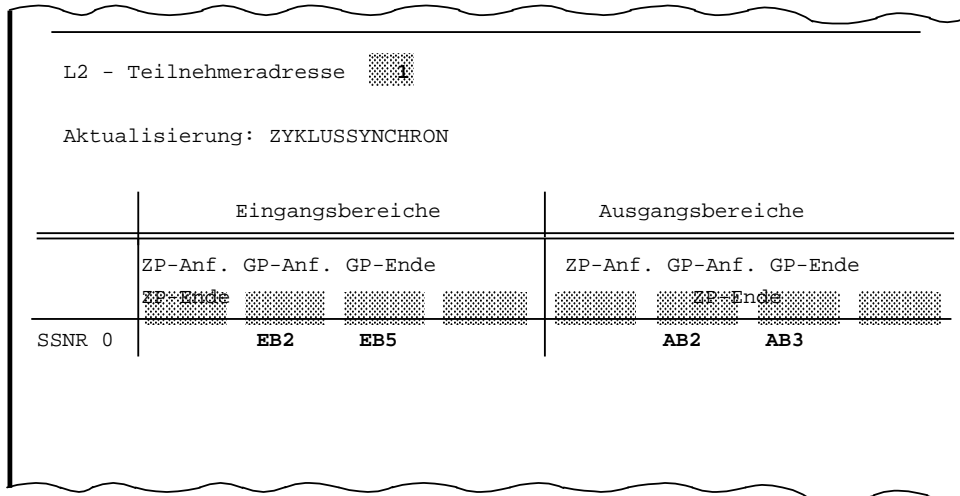 L2 - Teilnehmeradresse 1
Aktualisierung: ZYKLUSSYNCHRON
Eingangsbereiche Ausgangsbereiche
ZP-Anf. GP-Anf. GP-Ende ZP-Anf. GP-Anf. GP-Ende
ZP-Ende ZP-Ende
SSNR 0 EB2 EB5 AB2 AB3